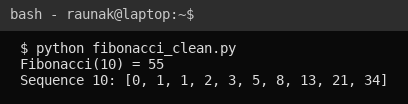 bash - raunak@laptop:~$
$ python fibonacci_clean.py
Fibonacci(10) = 55
Sequence 10: [0, 1, 1, 2, 3, 5, 8, 13, 21, 34]